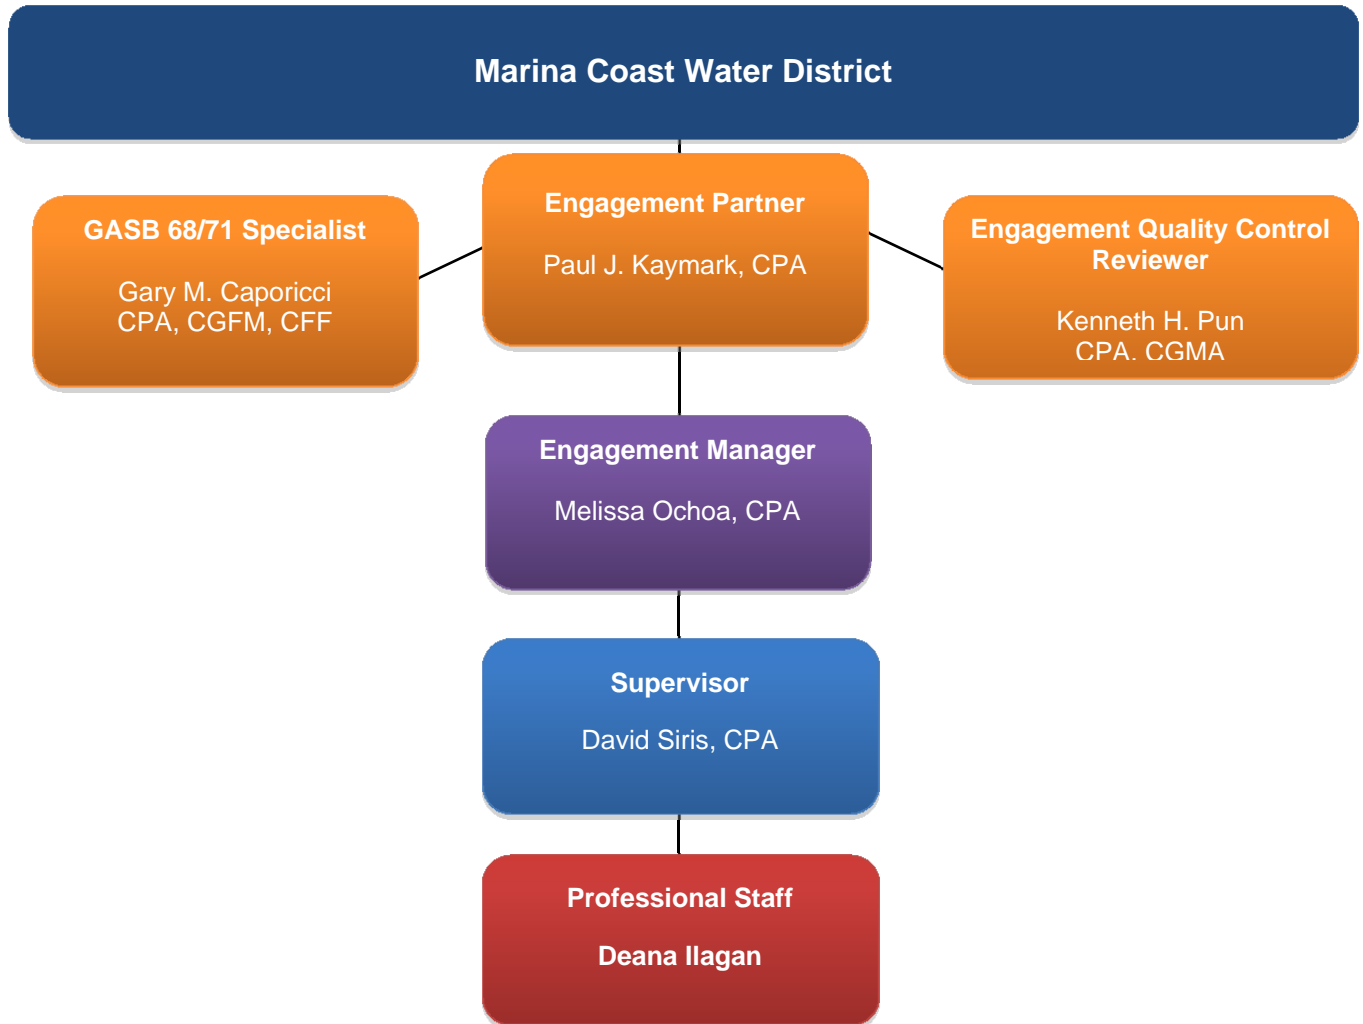 Marina Coast Water District
GASB 68/71 Specialist
Gary M. Caporicci
CPA, CGFM, CFF
Engagement Partner
Paul J. Kaymark, CPA
Engagement Quality Control
Reviewer
Kenneth H. Pun
CPA, CGMA
Engagement Manager
Melissa Ochoa, CPA
Supervisor
David Siris, CPA
Professional Staff
Deana Ilagan